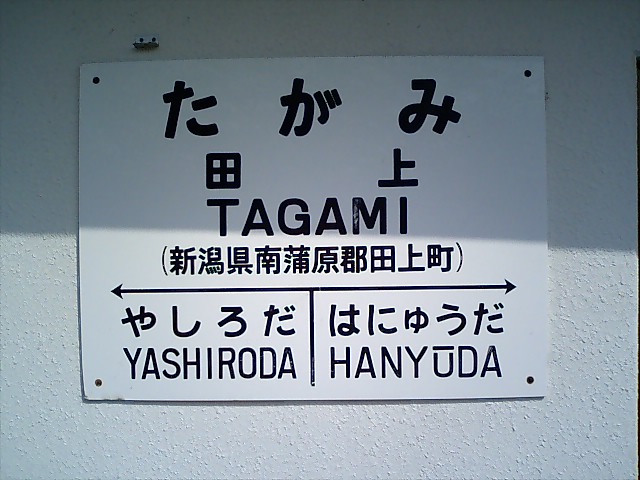 たがみ
田上
TAGAMI
(新潟県南蒲原郡田上町)
やしろだ はにゅうだ
YASHIRODA HANYŪDA